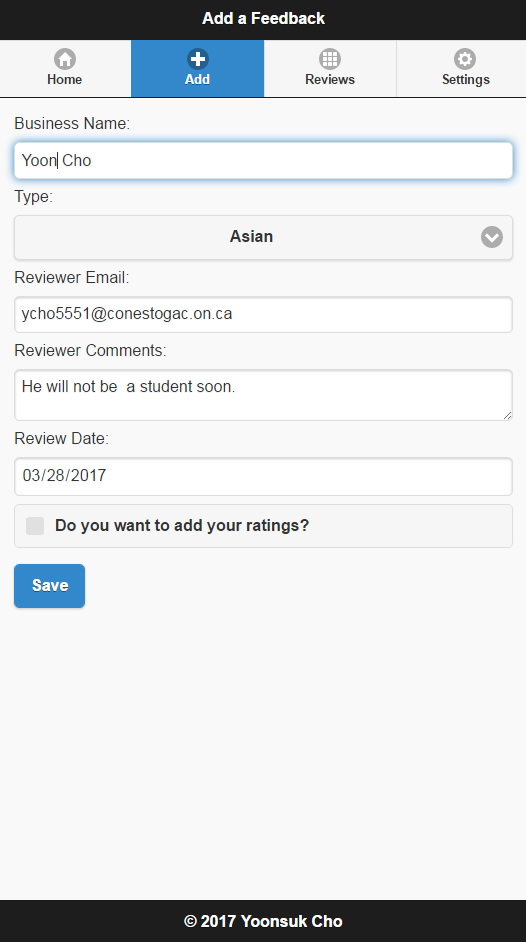 Add a Feedback
Home Add Reviews Settings
Business Name:
Yoon Cho
Type:
Asian
Reviewer Email:
ycho5551@conestogac.on.ca
Reviewer Comments:
He will not be  a student soon.
Review Date:
03/28/2017
Do you want to add your ratings?
Save
© 2017 Yoonsuk Cho